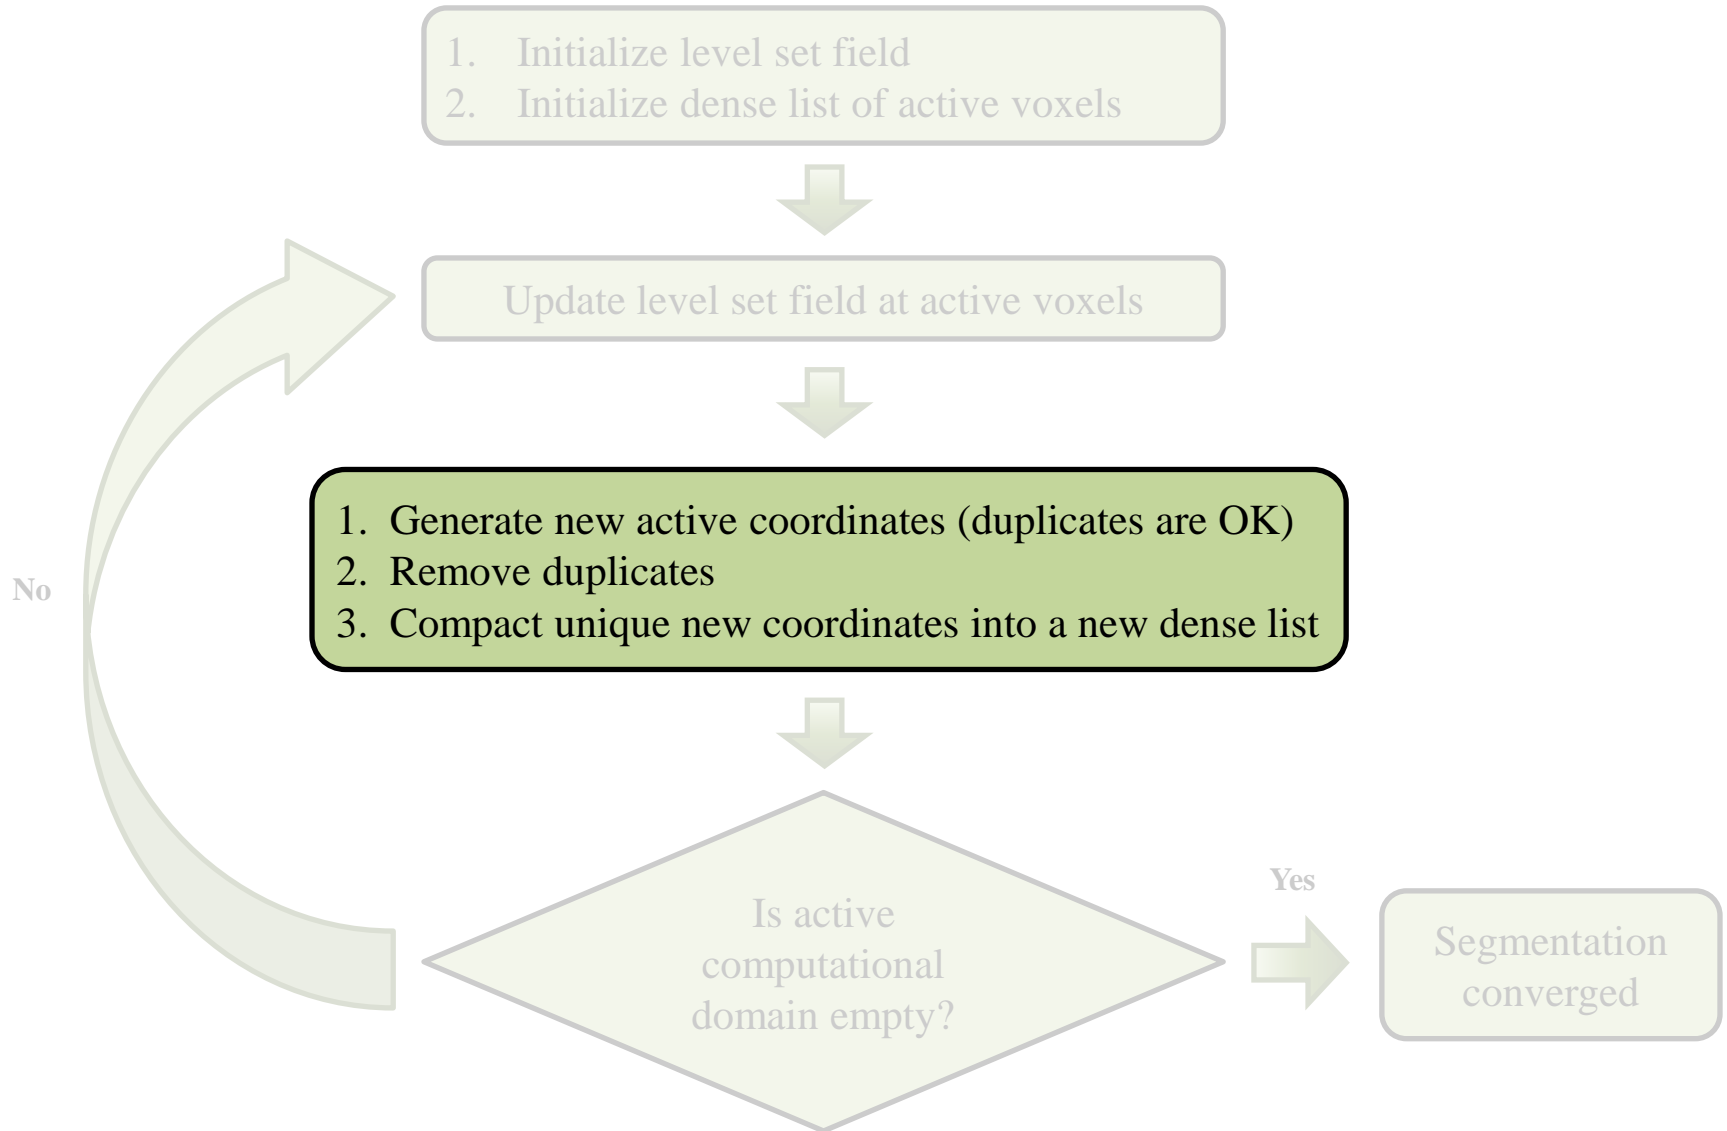 1. Initialize level set field
2. Initialize dense list of active voxels
Update level set field at active voxels
1. Generate new active coordinates (duplicates are OK)
2. Remove duplicates
3. Compact unique new coordinates into a new dense list
No
Is active
computational
domain empty?
Yes
Segmentation
converged